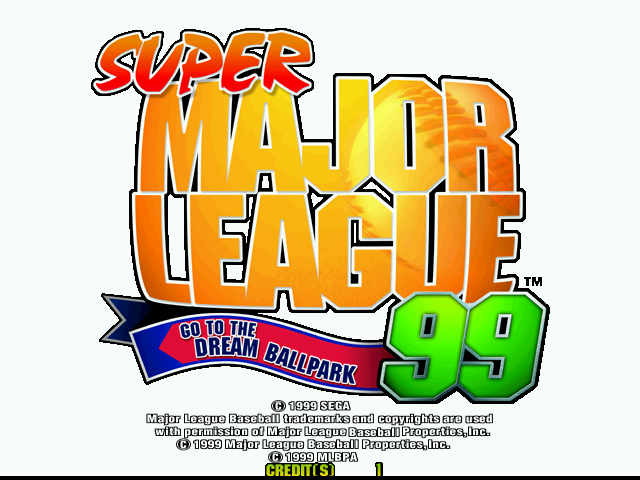 SUPER
MAJOR
LEAGUE
TM
99
GO TO THE
DREAM BALLPARK
© 1999 SEGA
Major League Baseball trademarks and copyrights are used
with permission of Major League Baseball Properties,Inc.
© 1999 Major League Baseball Properties,Inc.
© 1999 MLBPA
CREDIT(S) 1